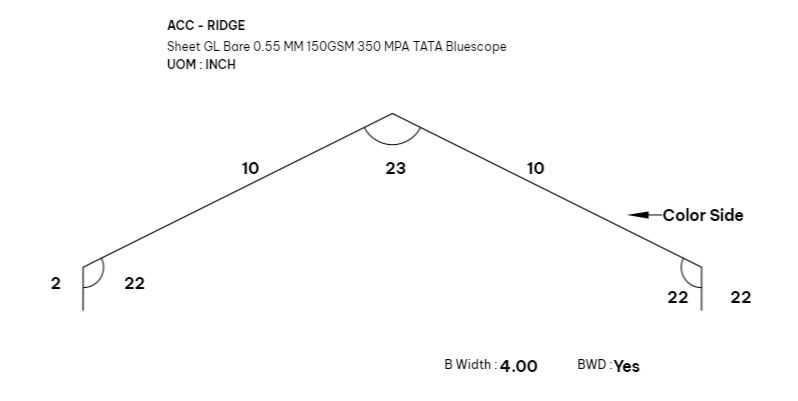 ACC - RIDGE
Sheet GL Bare 0.55 MM 150GSM 350 MPA TATA Bluescope
UOM : INCH
10
23
10
Color Side
2
22
22
22
B Width : 4.00
BWD : Yes